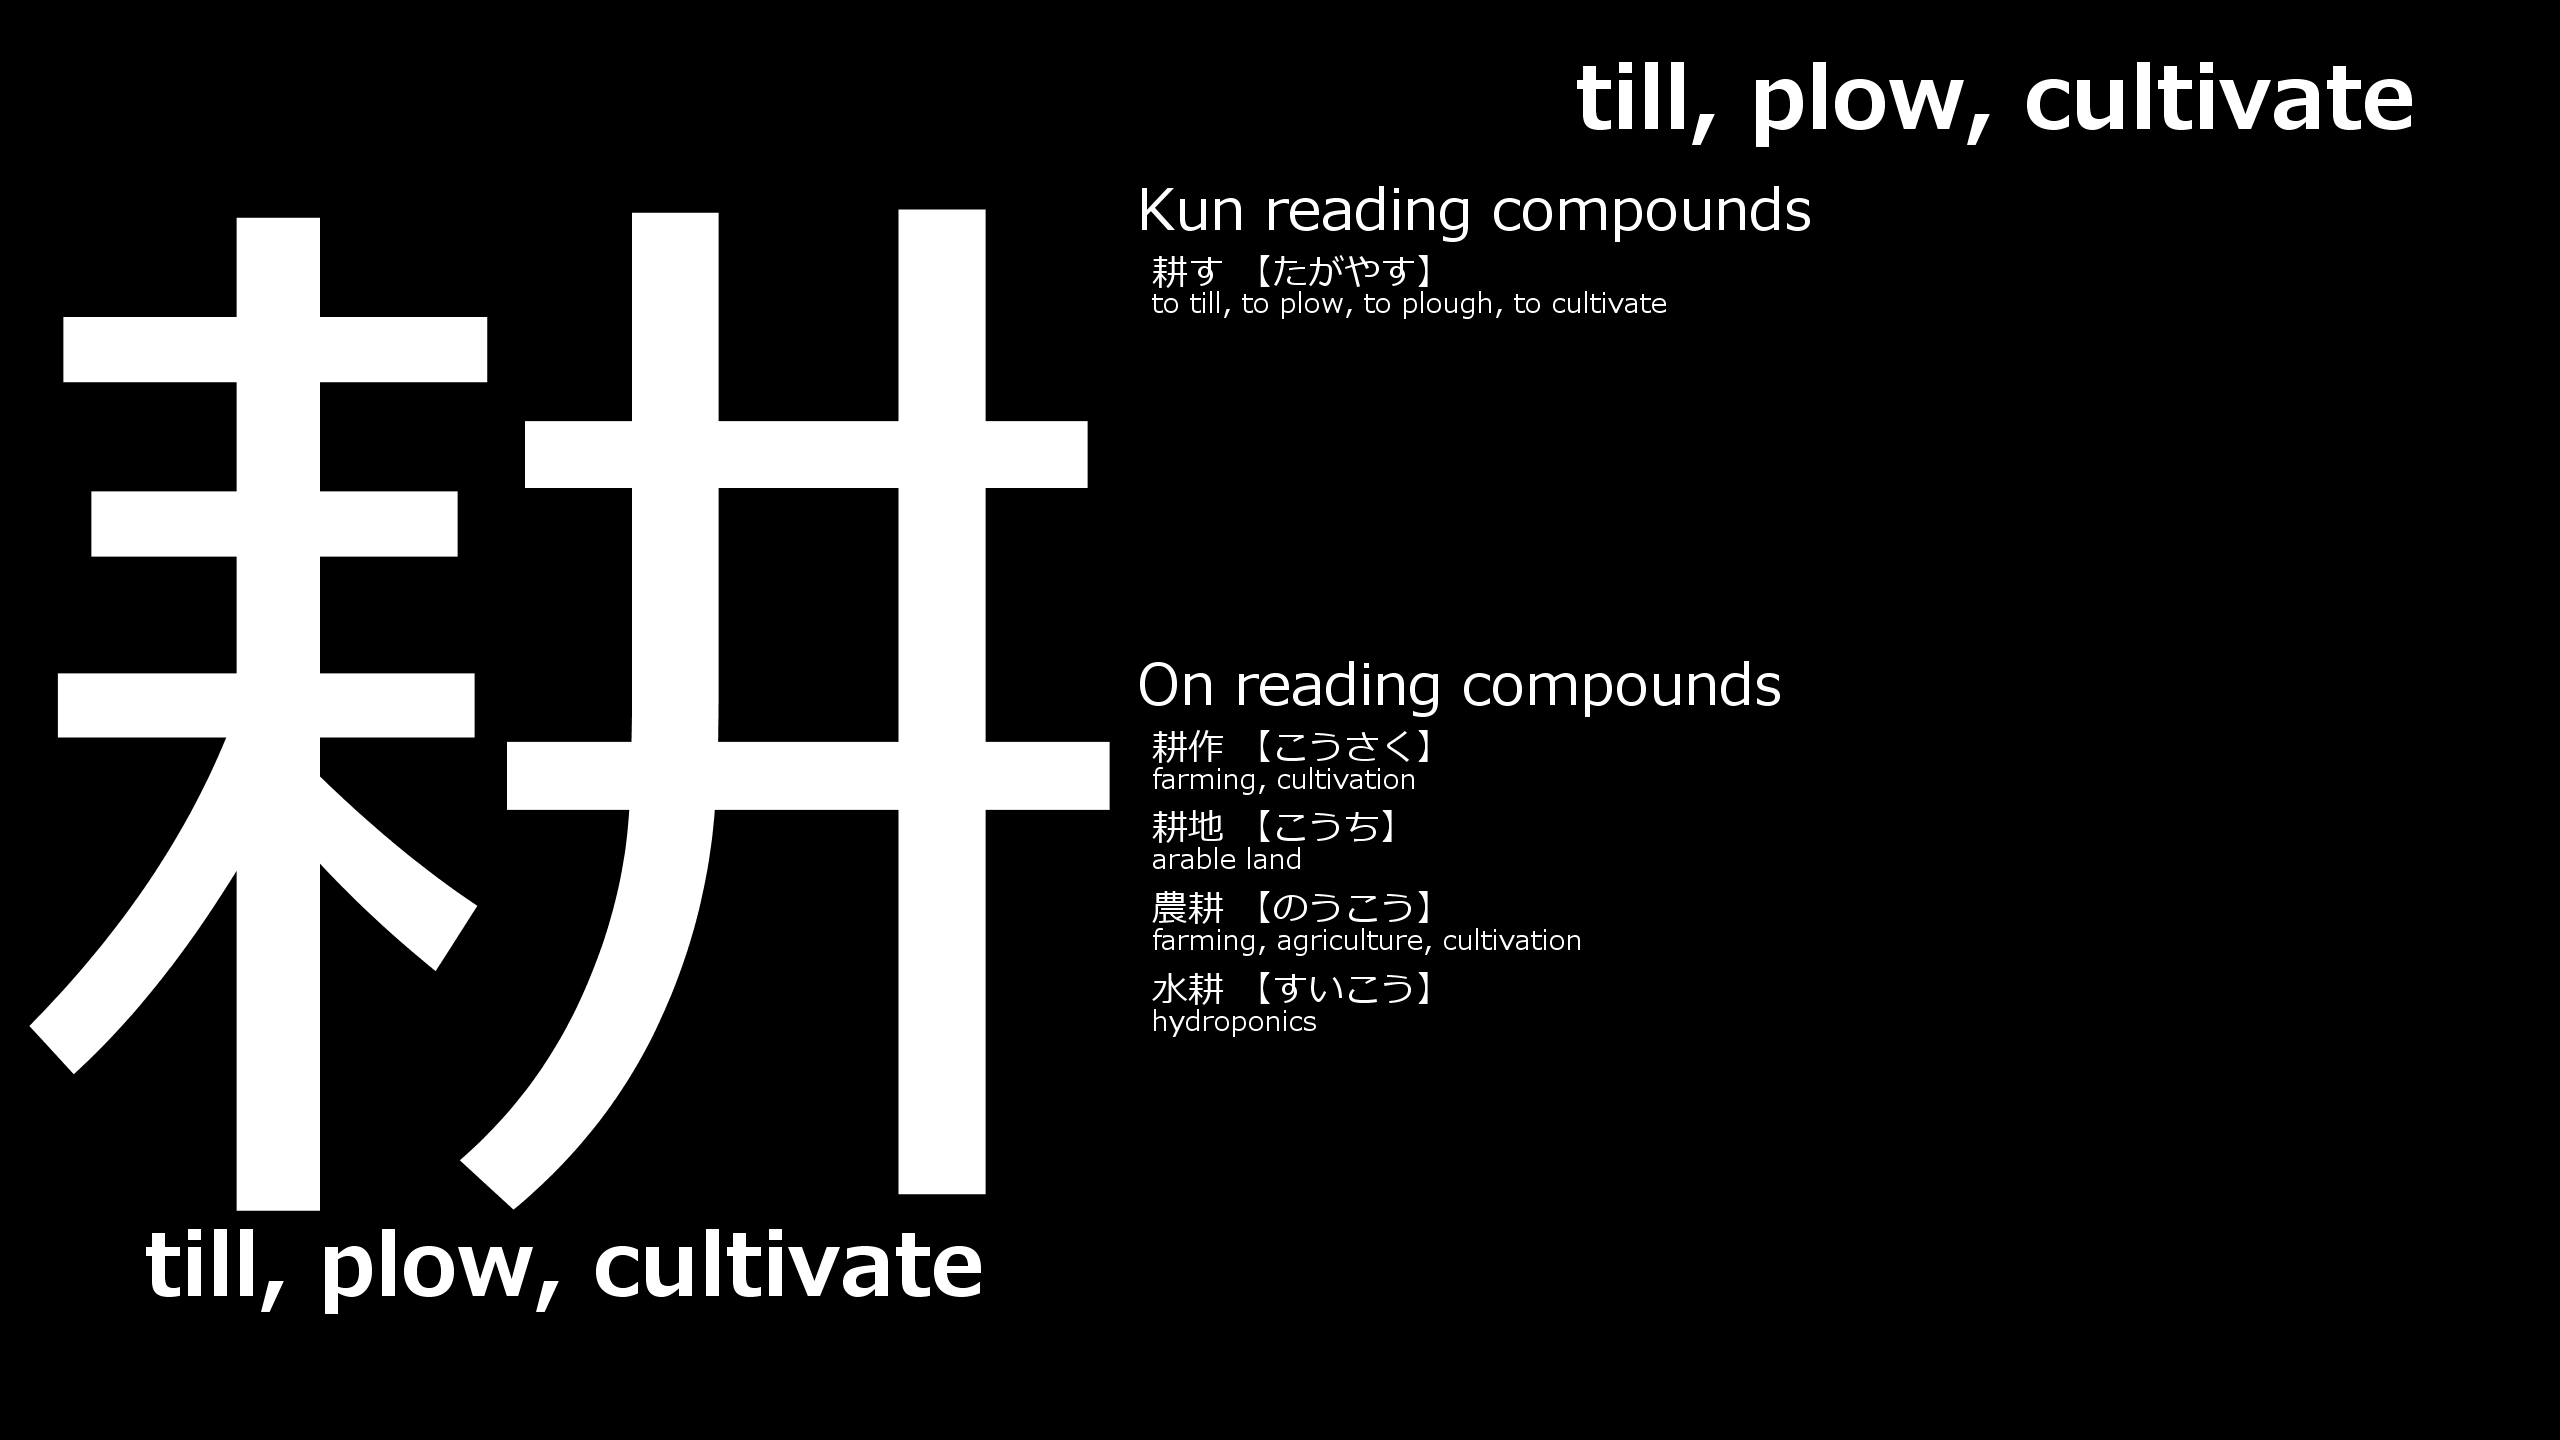 till, plow, cultivate
耕
till, plow, cultivate
Kun reading compounds
耕す 【たがやす】
to till, to plow, to plough, to cultivate
On reading compounds
耕作 【こうさく】
farming, cultivation
耕地 【こうち】
arable land
農耕 【のうこう】
farming, agriculture, cultivation
水耕 【すいこう】
hydroponics